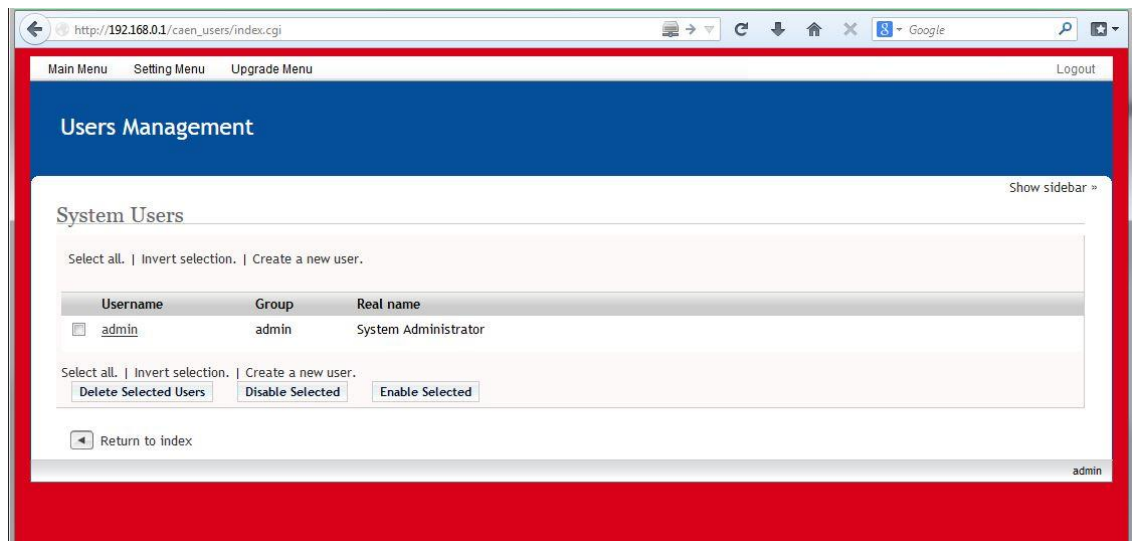 http://192.168.0.1/caen_users/index.cgi
8 Google
Main Menu Setting Menu Upgrade Menu Logout
Users Management
Show sidebar »
System Users
Select all. | Invert selection. | Create a new user.
Username Group Real name
admin admin System Administrator
Select all. | Invert selection. | Create a new user.
Delete Selected Users Disable Selected Enable Selected
Return to index
admin